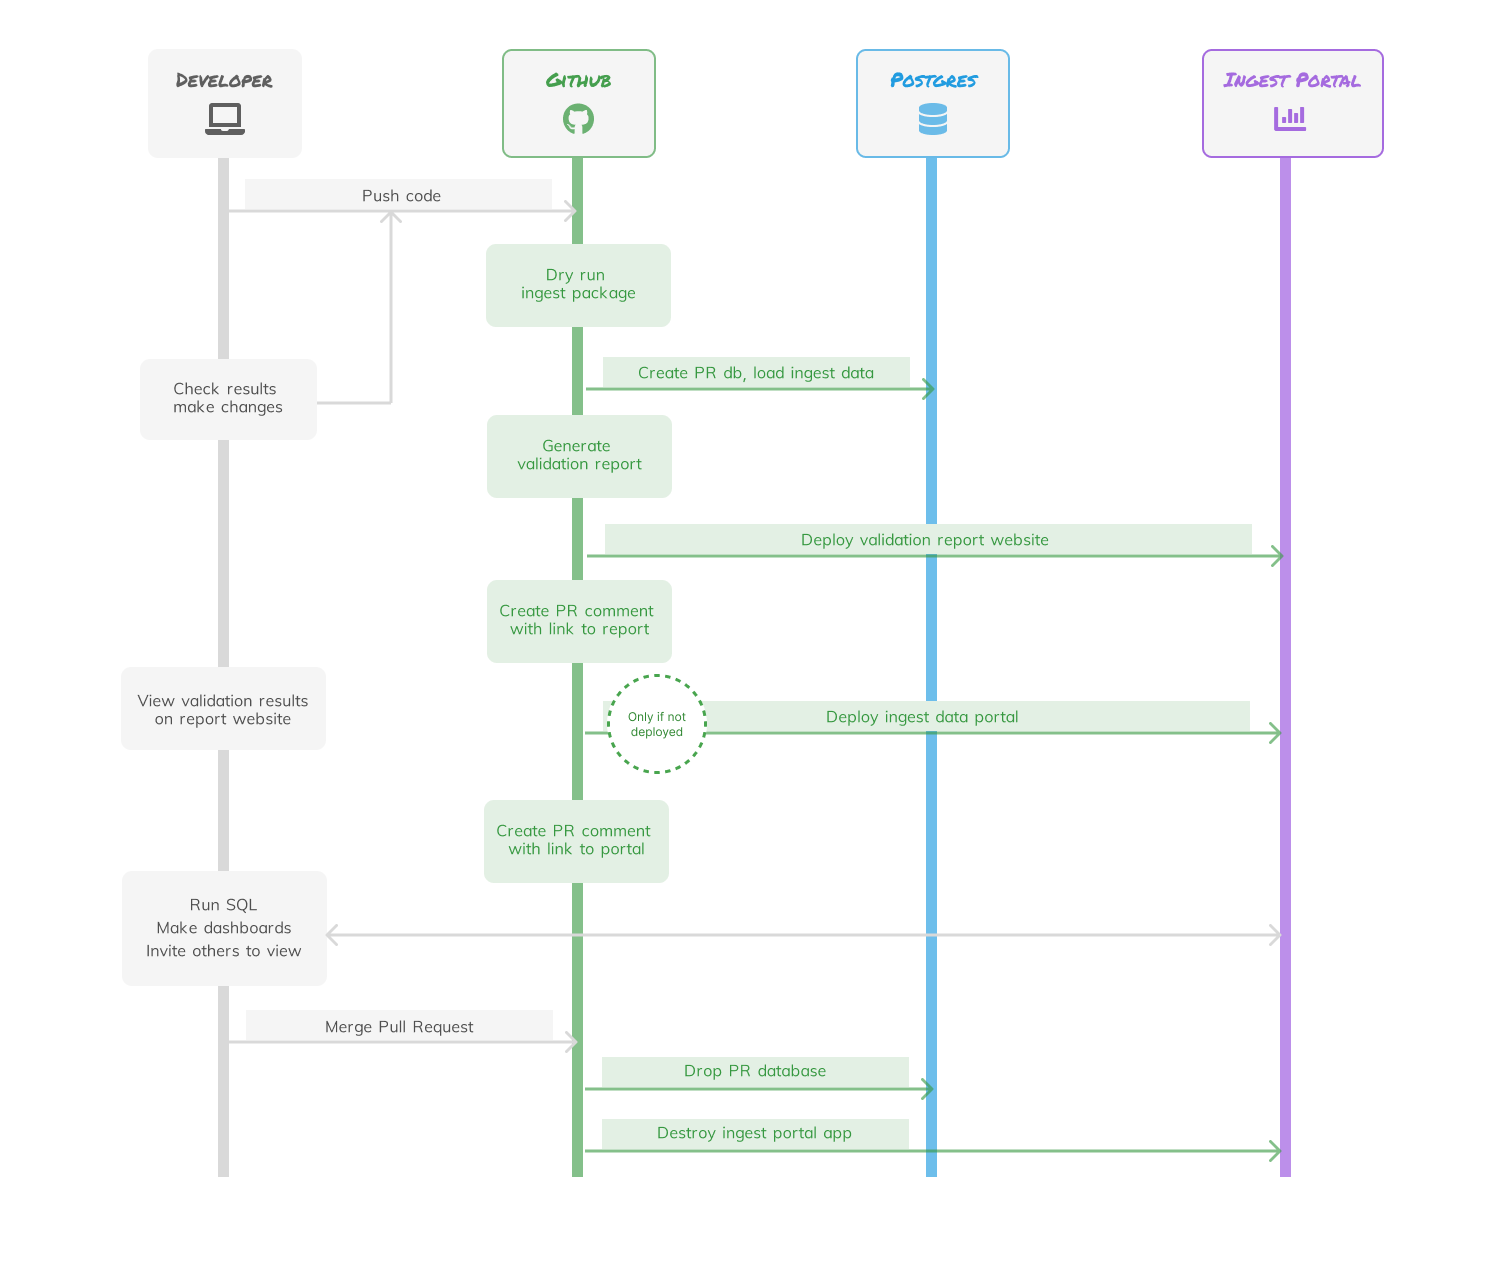 Developer
Github
Postgres
Ingest Portal
Push code
Dry run
ingest package
Create PR db, load ingest data
Check results
make changes
Generate
validation report
Deploy validation report website
Create PR comment
with link to report
View validation results
on report website
Only if not
deployed
Deploy ingest data portal
Create PR comment
with link to portal
Run SQL
Make dashboards
Invite others to view
Merge Pull Request
Drop PR database
Destroy ingest portal app